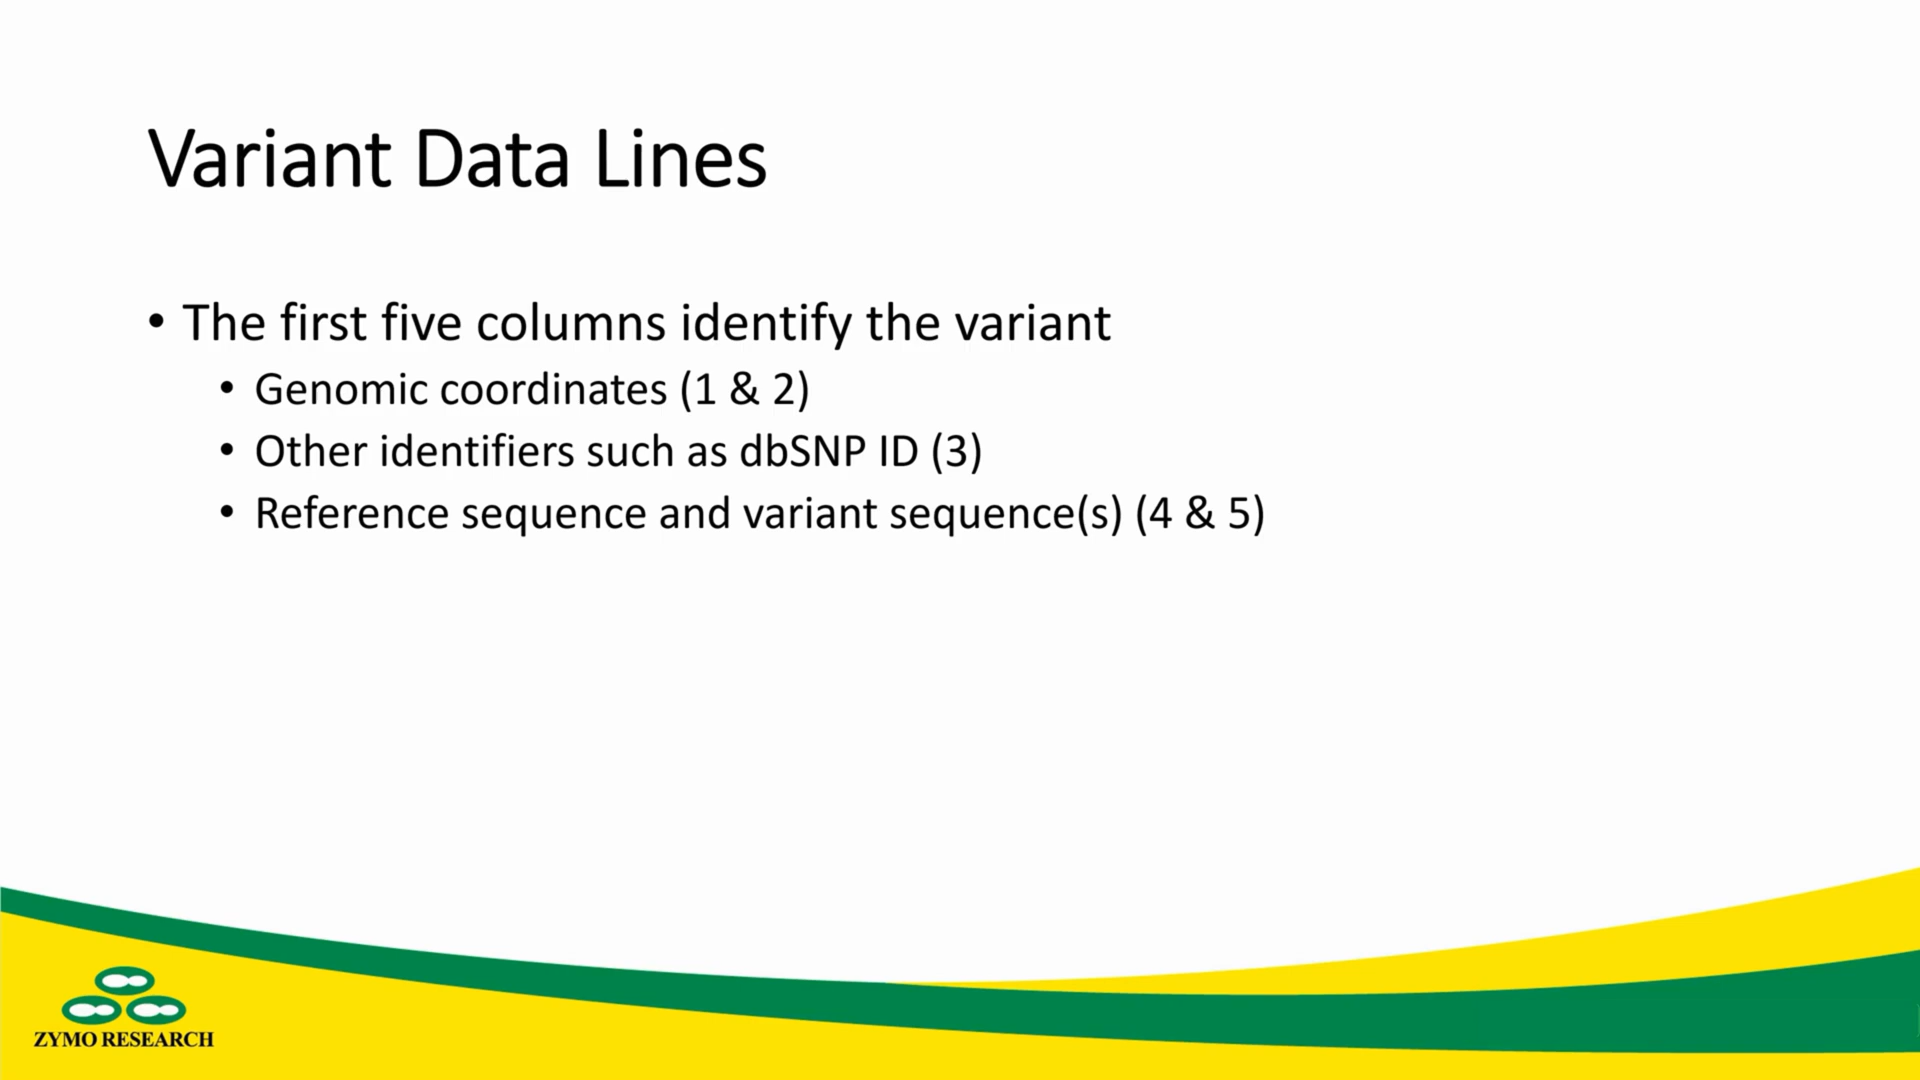 Variant Data Lines
• The first five columns identify the variant
• Genomic coordinates (1 & 2)
• Other identifiers such as dbSNP ID (3)
• Reference sequence and variant sequence(s) (4 & 5)
ZYMO RESEARCH